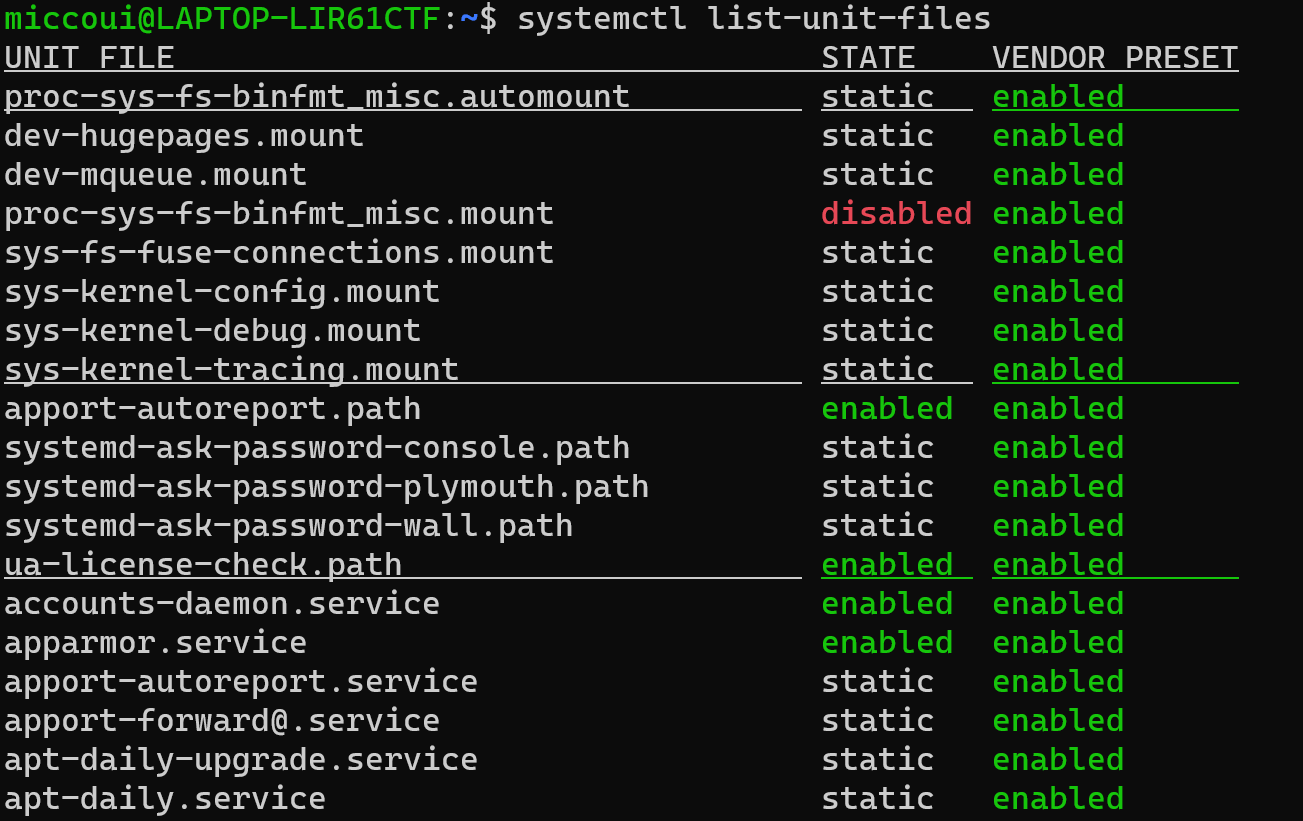 miccoui@LAPTOP-LIR61CTF:~$ systemctl list-unit-files
UNIT FILE STATE VENDOR PRESET
proc-sys-fs-binfmt_misc.automount static enabled
dev-hugepages.mount static enabled
dev-mqueue.mount static enabled
proc-sys-fs-binfmt_misc.mount disabled enabled
sys-fs-fuse-connections.mount static enabled
sys-kernel-config.mount static enabled
sys-kernel-debug.mount static enabled
sys-kernel-tracing.mount static enabled
apport-autoreport.path enabled enabled
systemd-ask-password-console.path static enabled
systemd-ask-password-plymouth.path static enabled
systemd-ask-password-wall.path static enabled
ua-license-check.path enabled enabled
accounts-daemon.service enabled enabled
apparmor.service enabled enabled
apport-autoreport.service static enabled
apport-forward@.service static enabled
apt-daily-upgrade.service static enabled
apt-daily.service static enabled